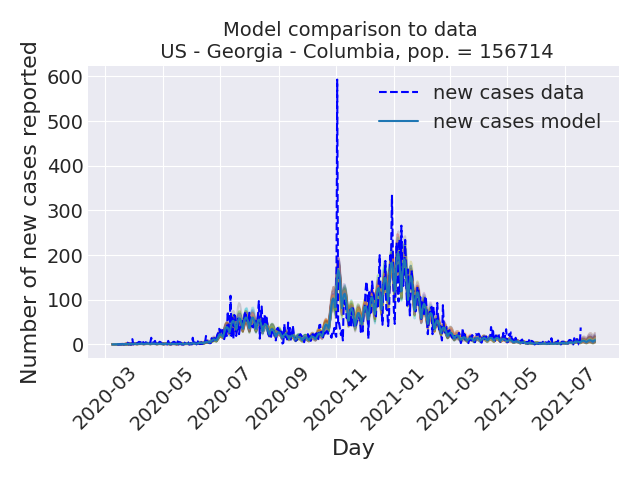 Model comparison to data
US - Georgia - Columbia, pop. = 156714
Number of new cases reported
600
500
400
300
200
100
0
new cases data
new cases model
2020-03
2020-05
2020-07
2020-09
2020-11
2021-01
2021-03
2021-05
2021-07
Day